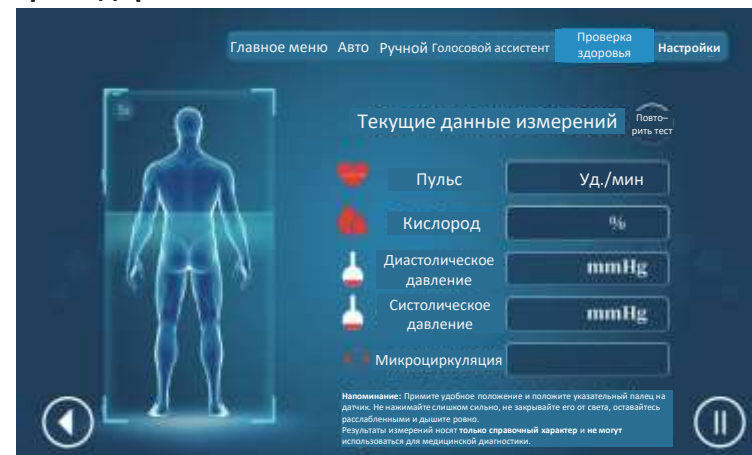 Главное меню Авто Ручной Голосовой ассистент Проверка здоровья Настройки
Текущие данные измерений
Повто–
рить тест
Пульс Уд./мин
Кислород %
Диастолическое
давление
mmHg
Систолическое
давление
mmHg
Микроциркуляция
Напоминание: Примите удобное положение и положите указательный палец на
датчик. Не нажимайте слишком сильно, не закрывайте его от света, оставайтесь
расслабленными и дышите ровно.
Результаты измерений носят только справочный характер и не могут
использоваться для медицинской диагностики.